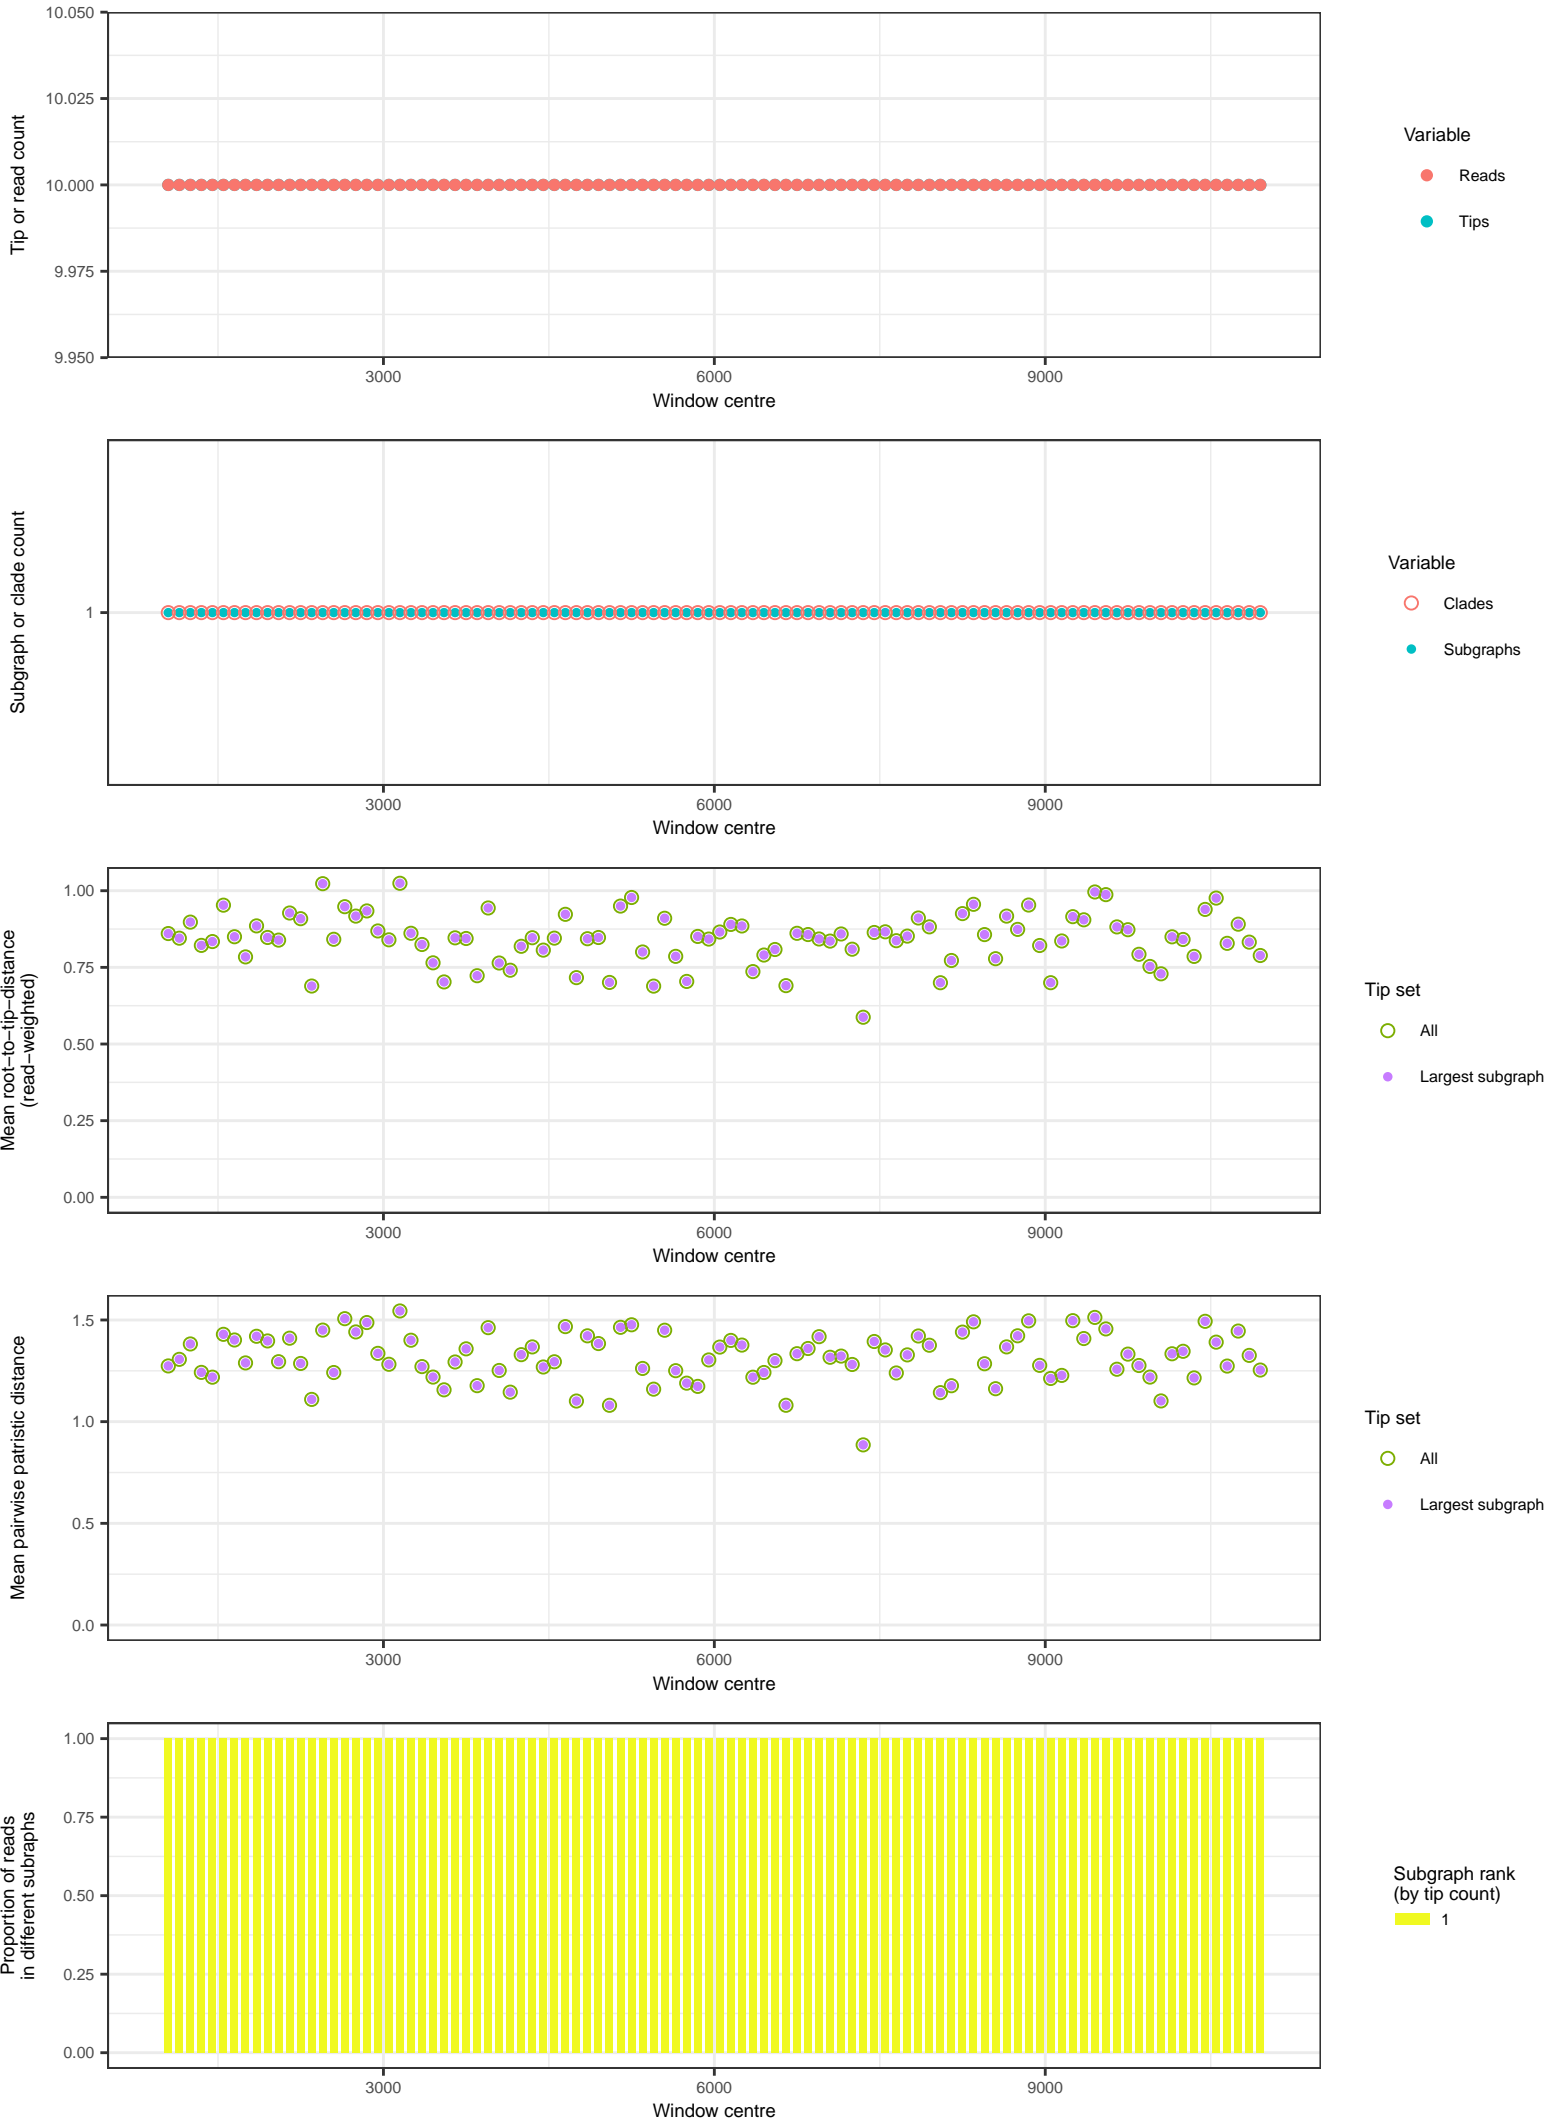 10.050
10.025
10.000
9.975
9.950
Tip or read count
3000
6000
9000
Window centre
Variable
Reads
Tips
1
Subgraph or clade count
3000
6000
9000
Window centre
Variable
Clades
Subgraphs
1.00
0.75
0.50
0.25
0.00
Mean root−to−tip−distance
(read−weighted)
3000
6000
9000
Window centre
Tip set
All
Largest subgraph
1.5
1.0
0.5
0.0
Mean pairwise patristic distance
3000
6000
9000
Window centre
Tip set
All
Largest subgraph
1.00
0.75
0.50
0.25
0.00
Proportion of reads
in different subraphs
3000
6000
9000
Window centre
Subgraph rank
(by tip count)
1